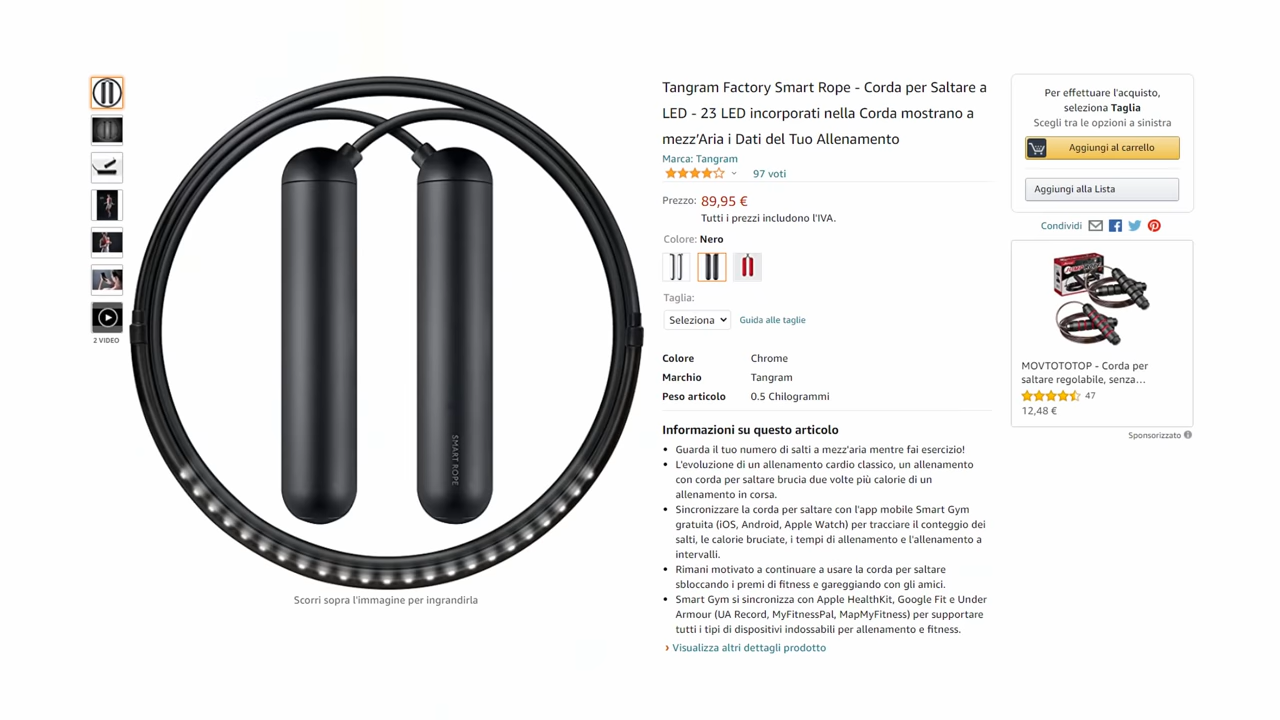 2 VIDEO
SMART ROPE
Scorri sopra l'immagine per ingrandirla
Tangram Factory Smart Rope - Corda per Saltare a
LED - 23 LED incorporati nella Corda mostrano a
mezz'Aria i Dati del Tuo Allenamento
Marca: Tangram
97 voti
Prezzo: 89,95 €
Tutti i prezzi includono l'IVA.
Colore: Nero
Taglia:
Seleziona
Guida alle taglie
Colore Chrome
Marchio Tangram
Peso articolo 0.5 Chilogrammi
Informazioni su questo articolo
• Guarda il tuo numero di salti a mezz'aria mentre fai esercizio!
• L'evoluzione di un allenamento cardio classico, un allenamento
con corda per saltare brucia due volte più calorie di un
allenamento in corsa.
• Sincronizzare la corda per saltare con l'app mobile Smart Gym
gratuita (iOS, Android, Apple Watch) per tracciare il conteggio dei
salti, le calorie bruciate, i tempi di allenamento e l'allenamento a
intervalli.
• Rimani motivato a continuare a usare la corda per saltare
sbloccando i premi di fitness e gareggiando con gli amici.
• Smart Gym si sincronizza con Apple HealthKit, Google Fit e Under
Armour (UA Record, MyFitnessPal, MapMyFitness) per supportare
tutti i tipi di dispositivi indossabili per allenamento e fitness.
› Visualizza altri dettagli prodotto
Per effettuare l'acquisto,
seleziona Taglia
Scegli tra le opzioni a sinistra
Aggiungi al carrello
Aggiungi alla Lista
Condividi
MOVTOTOTOP - Corda per
saltare regolabile, senza...
47
12,48 €
Sponsorizzato